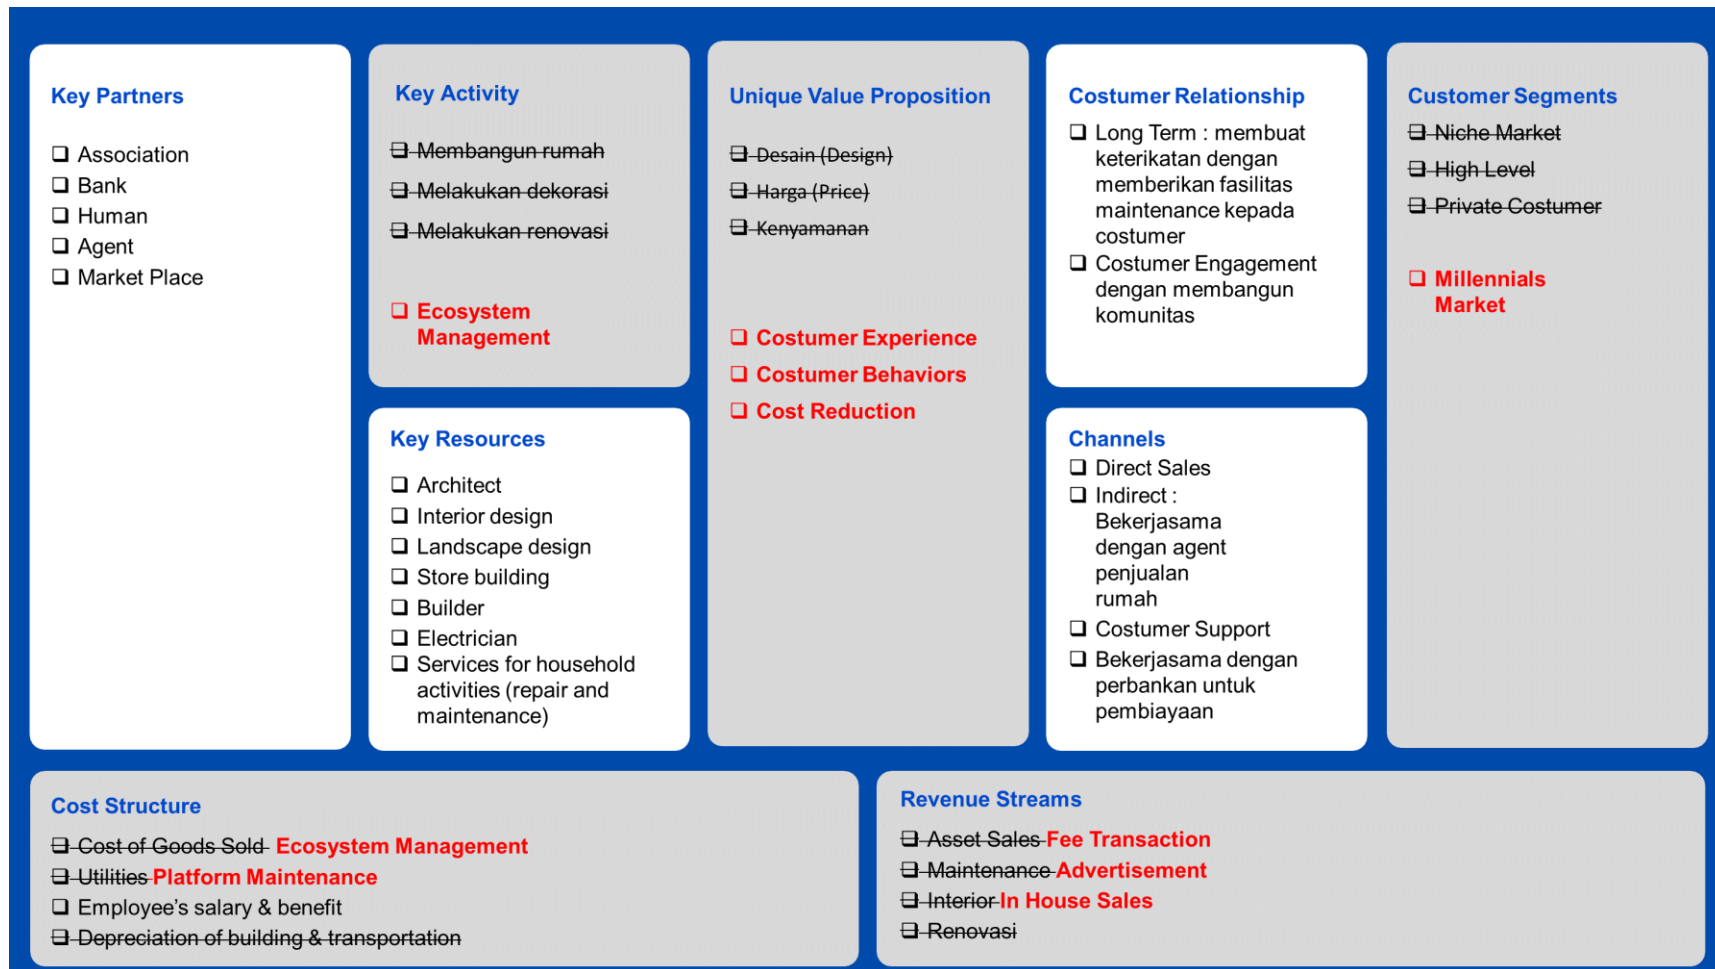 Key Partners
❑ Association
❑ Bank
❑ Human
❑ Agent
❑ Market Place
Key Activity
❑ Membangun rumah
❑ Melakukan dekorasi
❑ Melakukan renovasi
❑ Ecosystem
Management
Key Resources
❑ Architect
❑ Interior design
❑ Landscape design
❑ Store building
❑ Builder
❑ Electrician
❑ Services for household
activities (repair and
maintenance)
Unique Value Proposition
❑ Desain (Design)
❑ Harga (Price)
❑ Kenyamanan
❑ Costumer Experience
❑ Costumer Behaviors
❑ Cost Reduction
Costumer Relationship
❑ Long Term : membuat
keterikatan dengan
memberikan fasilitas
maintenance kepada
costumer
❑ Costumer Engagement
dengan membangun
komunitas
Channels
❑ Direct Sales
❑ Indirect :
Bekerjasama
dengan agent
penjualan
rumah
❑ Costumer Support
❑ Bekerjasama dengan
perbankan untuk
pembiayaan
Customer Segments
❑ Niche Market
❑ High Level
❑ Private Costumer
❑ Millennials
Market
Cost Structure
❑ Cost of Goods Sold Ecosystem Management
❑ Utilities Platform Maintenance
❑ Employee’s salary & benefit
❑ Depreciation of building & transportation
Revenue Streams
❑ Asset Sales Fee Transaction
❑ Maintenance Advertisement
❑ Interior In House Sales
❑ Renovasi